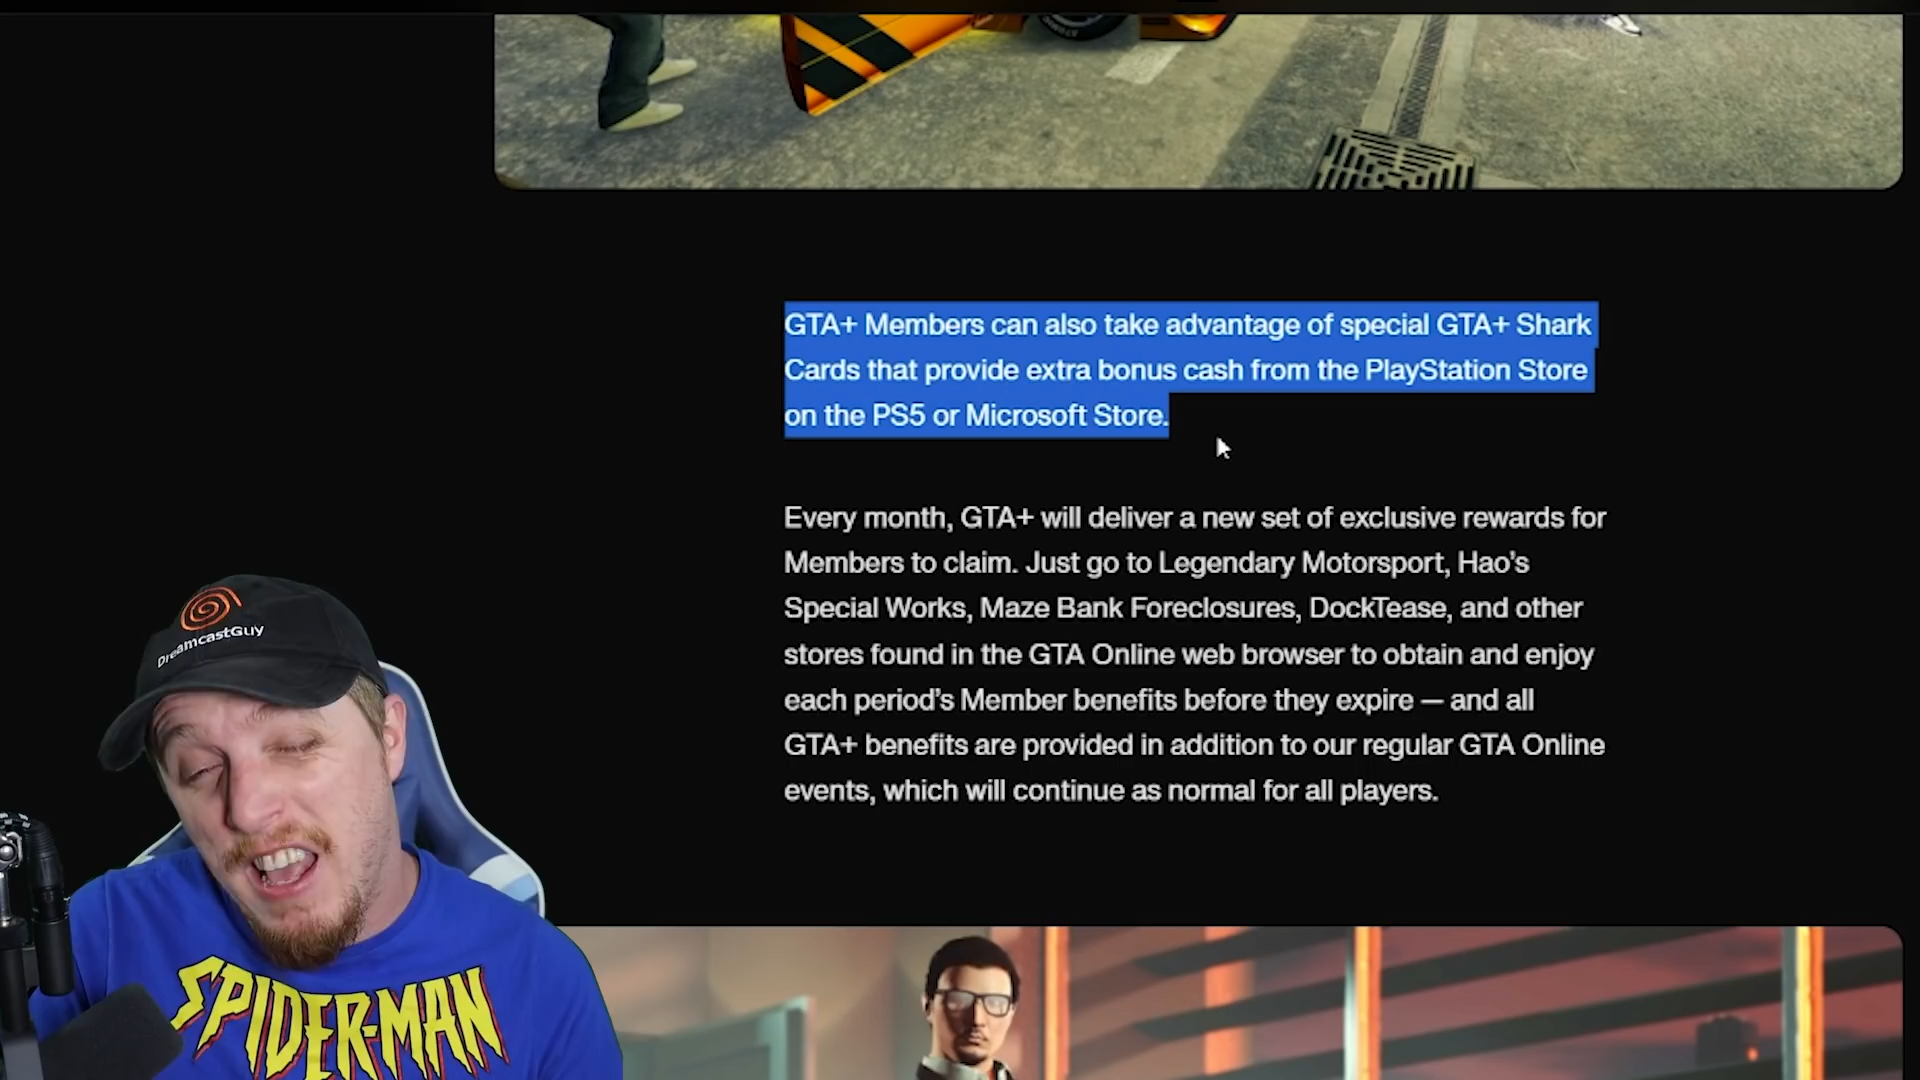 GTA+ Members can also take advantage of special GTA+ Shark
Cards that provide extra bonus cash from the PlayStation Store
on the PS5 or Microsoft Store.
Every month, GTA+ will deliver a new set of exclusive rewards for
Members to claim. Just go to Legendary Motorsport, Hao's
Special Works, Maze Bank Foreclosures, DockTease, and other
stores found in the GTA Online web browser to obtain and enjoy
each period's Member benefits before they expire — and all
GTA+ benefits are provided in addition to our regular GTA Online
events, which will continue as normal for all players.
DreamcastGuy
SPIDER-MAN